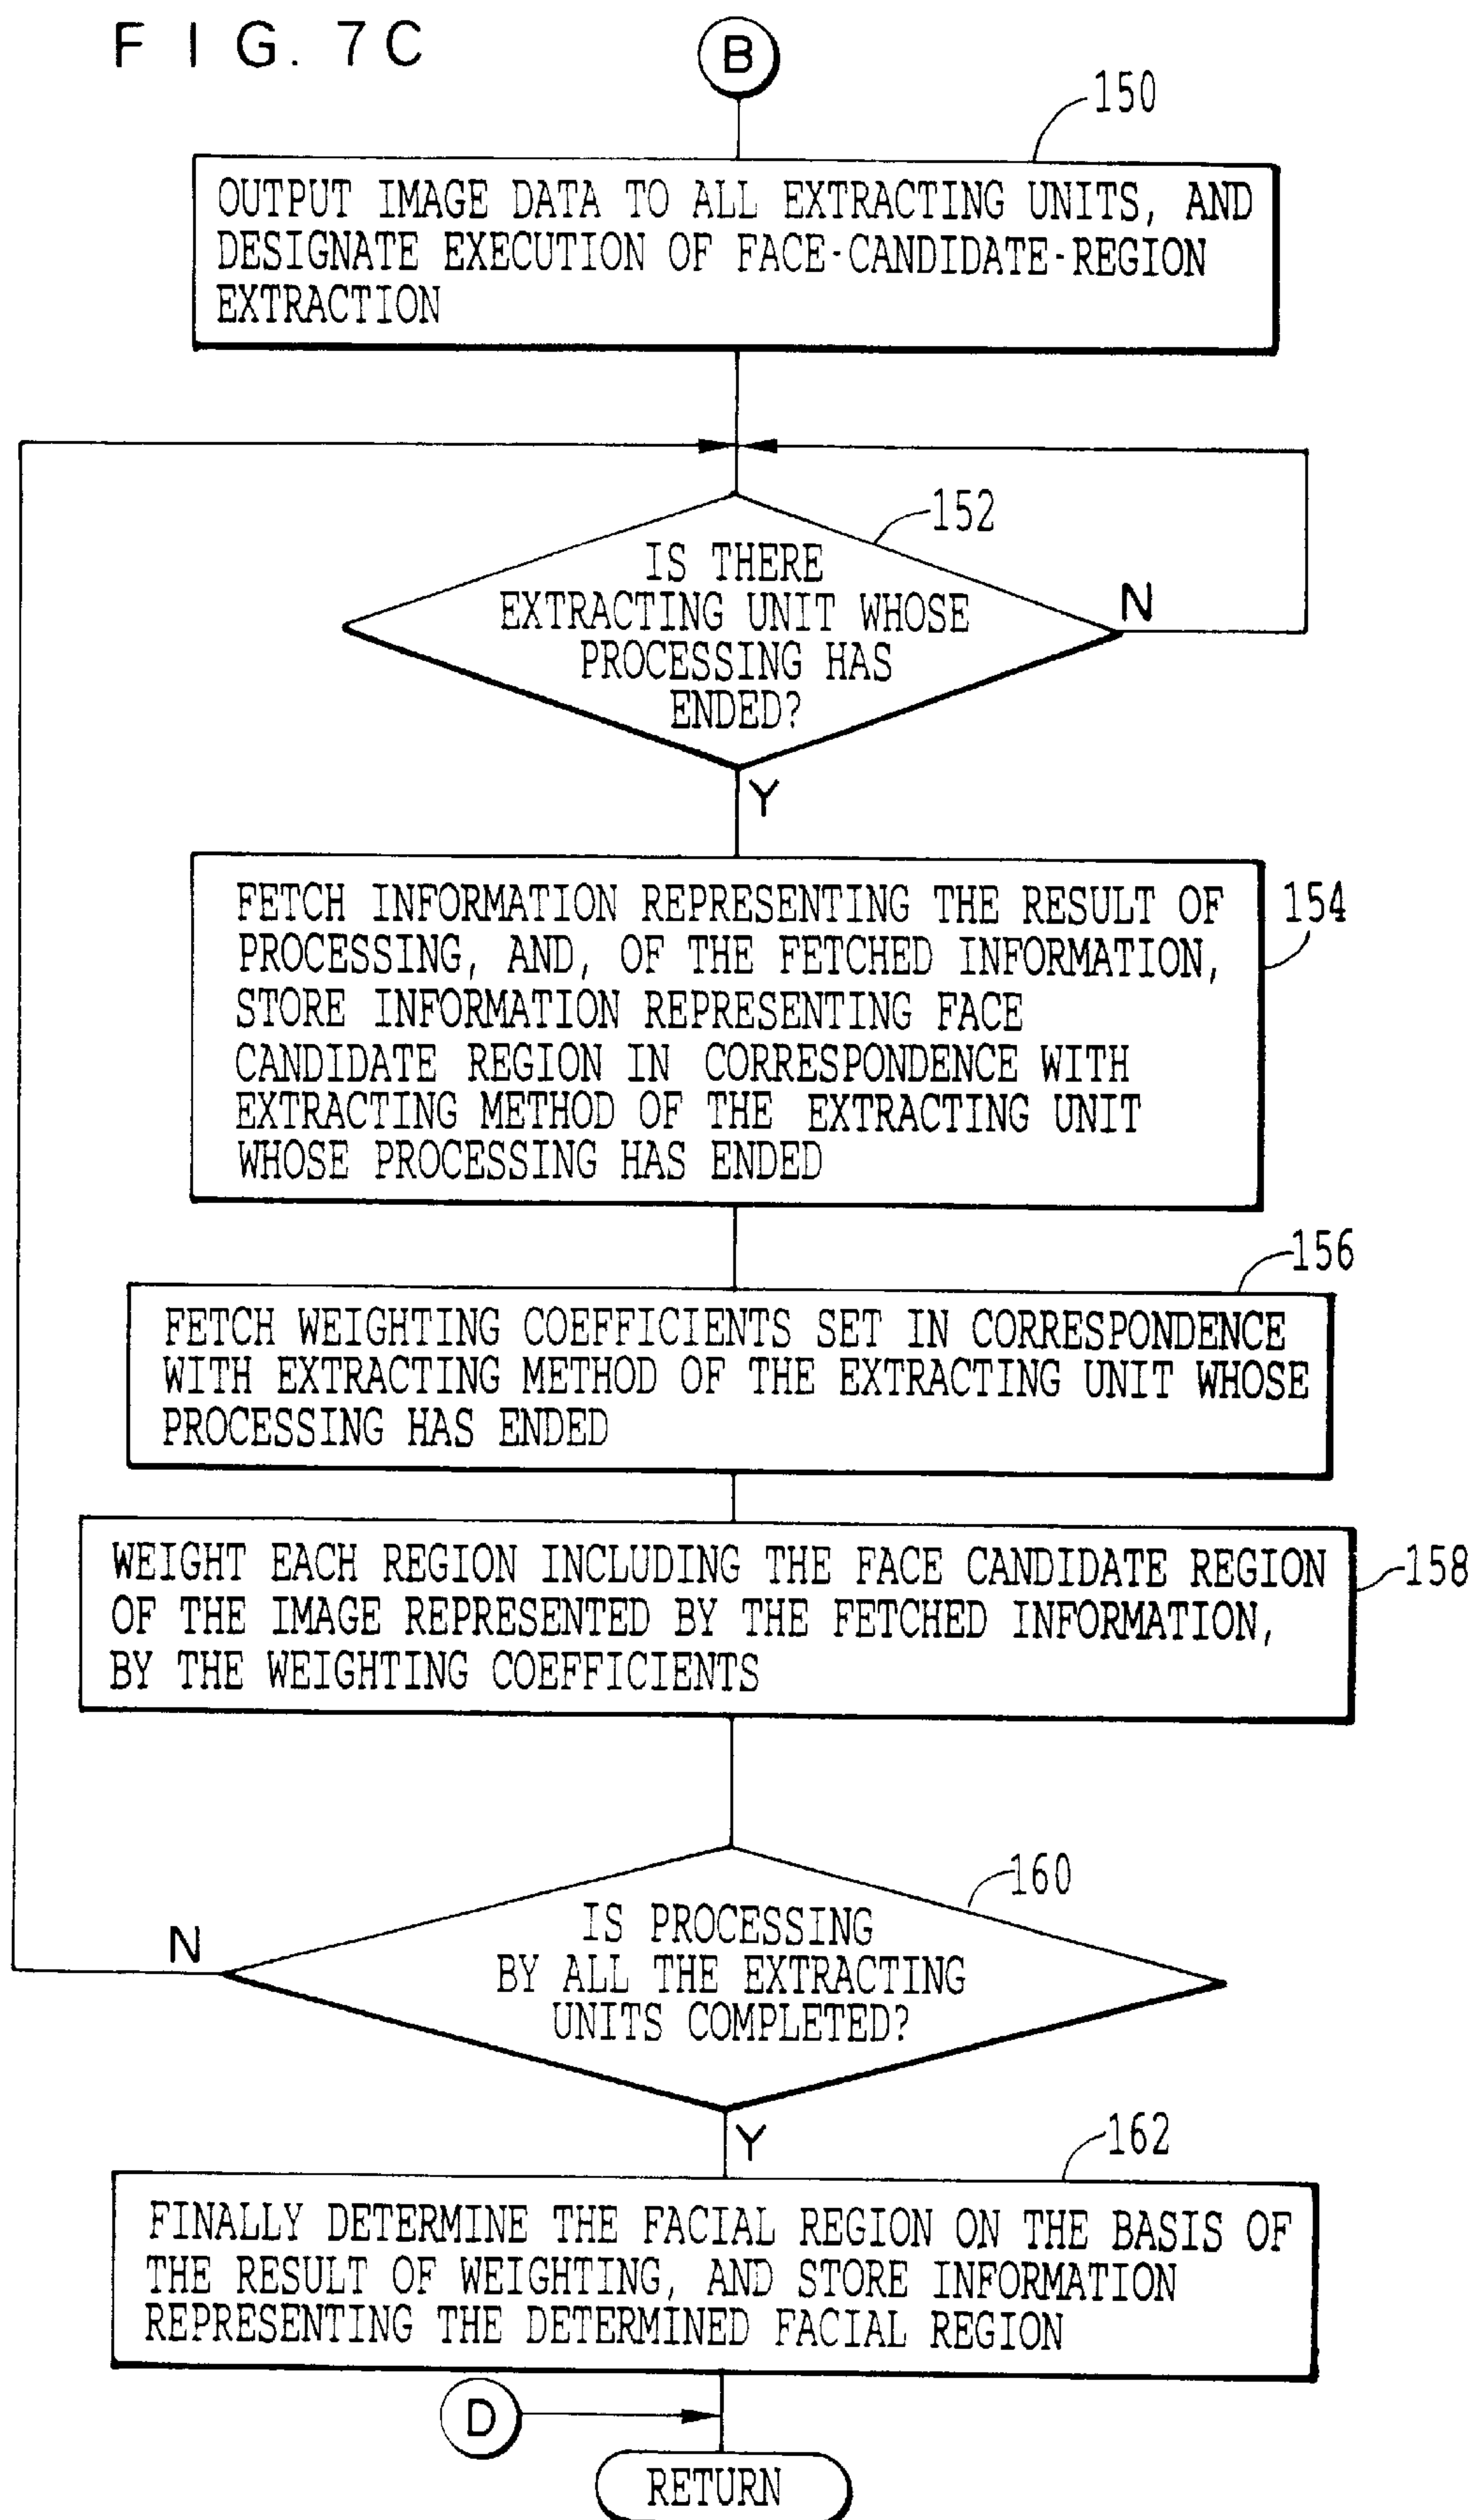 FIG. 7C
B
150
OUTPUT IMAGE DATA TO ALL EXTRACTING UNITS, AND
DESIGNATE EXECUTION OF FACE-CANDIDATE-REGION
EXTRACTION
152
IS THERE
EXTRACTING UNIT WHOSE
PROCESSING HAS
ENDED?
N
Y
154
FETCH INFORMATION REPRESENTING THE RESULT OF
PROCESSING, AND, OF THE FETCHED INFORMATION,
STORE INFORMATION REPRESENTING FACE
CANDIDATE REGION IN CORRESPONDENCE WITH
EXTRACTING METHOD OF THE EXTRACTING UNIT
WHOSE PROCESSING HAS ENDED
156
FETCH WEIGHTING COEFFICIENTS SET IN CORRESPONDENCE
WITH EXTRACTING METHOD OF THE EXTRACTING UNIT WHOSE
PROCESSING HAS ENDED
158
WEIGHT EACH REGION INCLUDING THE FACE CANDIDATE REGION
OF THE IMAGE REPRESENTED BY THE FETCHED INFORMATION,
BY THE WEIGHTING COEFFICIENTS
160
IS PROCESSING
BY ALL THE EXTRACTING
UNITS COMPLETED?
N
Y
162
FINALLY DETERMINE THE FACIAL REGION ON THE BASIS OF
THE RESULT OF WEIGHTING, AND STORE INFORMATION
REPRESENTING THE DETERMINED FACIAL REGION
D
RETURN